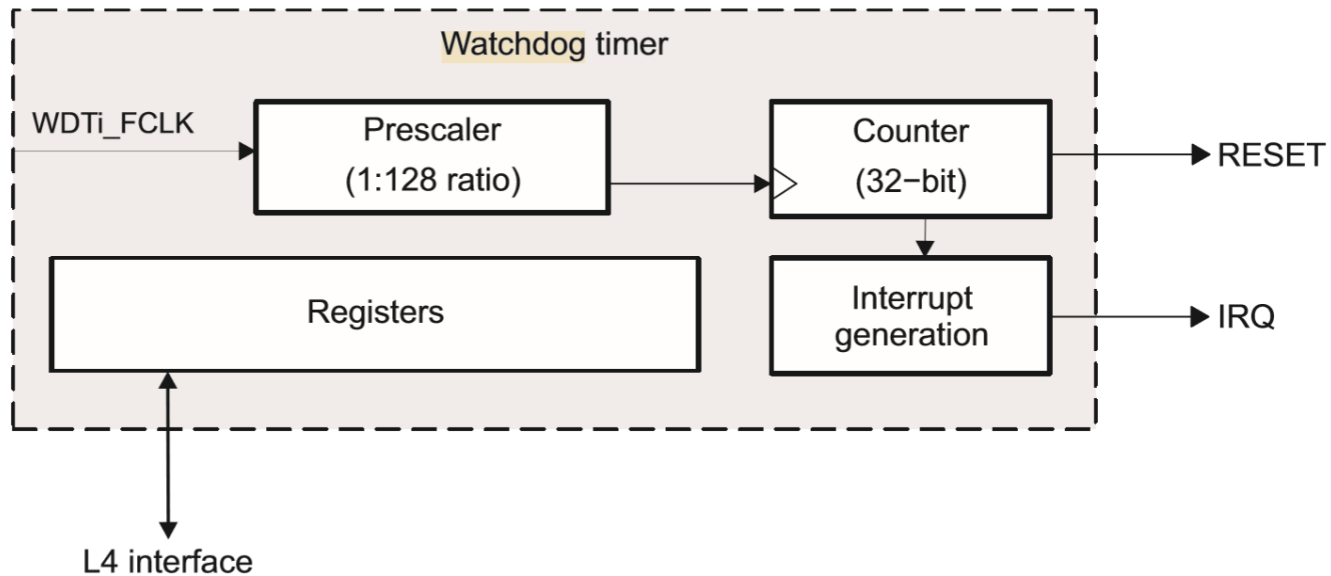 Watchdog timer
WDTi_FCLK
Prescaler
(1:128 ratio)
Counter
(32−bit)
RESET
Registers
Interrupt
generation
IRQ
L4 interface